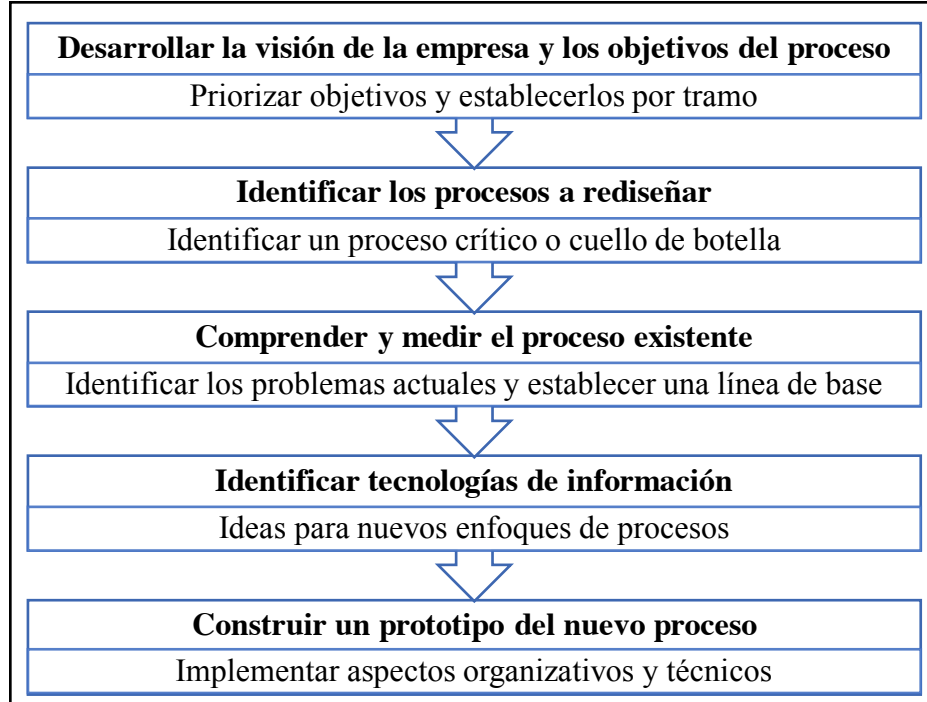 Desarrollar la visión de la empresa y los objetivos del proceso
Priorizar objetivos y establecerlos por tramo
Identificar los procesos a rediseñar
Identificar un proceso crítico o cuello de botella
Comprender y medir el proceso existente
Identificar los problemas actuales y establecer una línea de base
Identificar tecnologías de información
Ideas para nuevos enfoques de procesos
Construir un prototipo del nuevo proceso
Implementar aspectos organizativos y técnicos